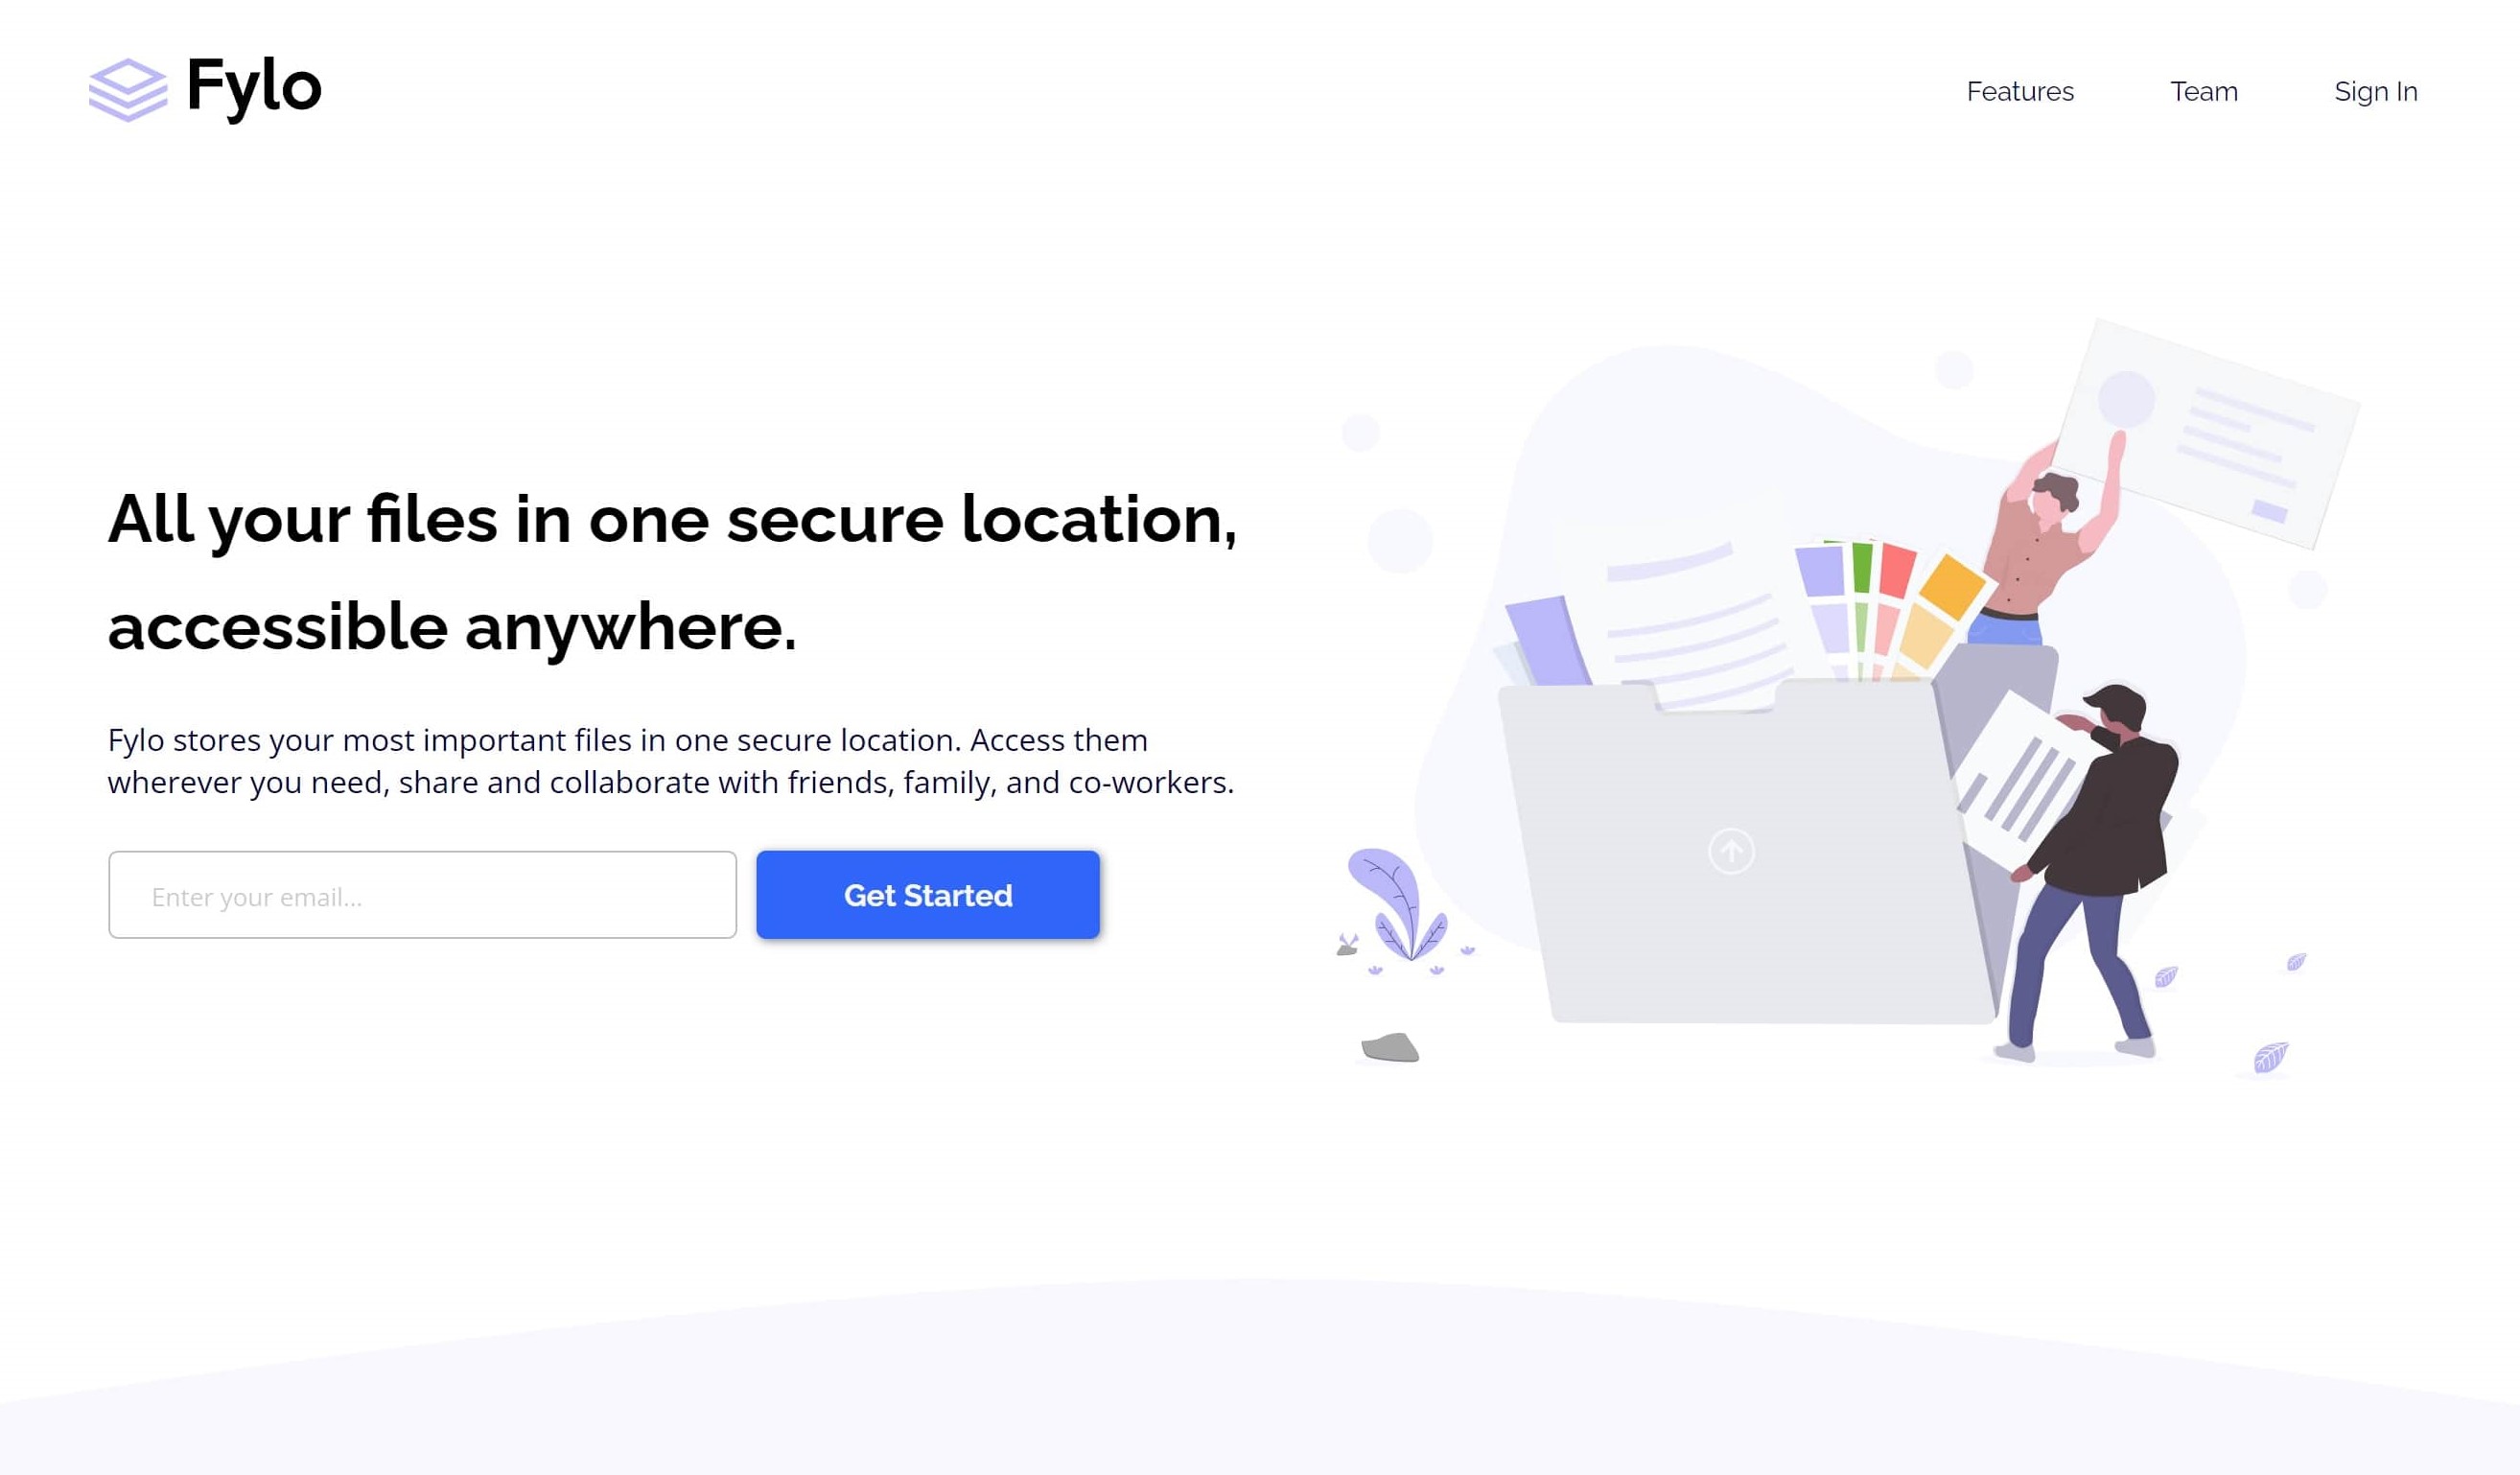 Fylo
Features
Team
Sign In
All your files in one secure location,
accessible anywhere.
Fylo stores your most important files in one secure location. Access them
wherever you need, share and collaborate with friends, family, and co-workers.
Enter your email...
Get Started